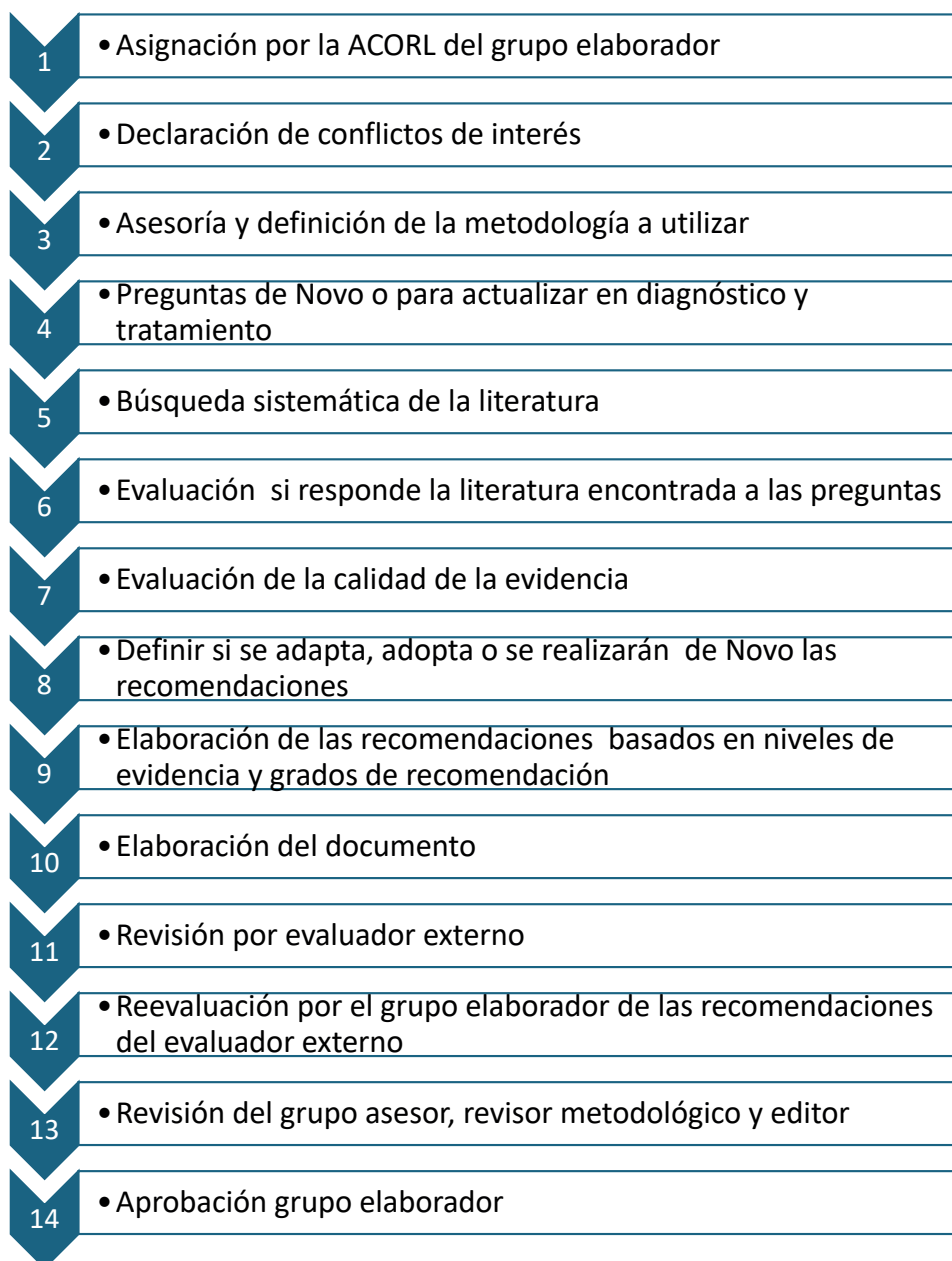 1
• Asignación por la ACORL del grupo elaborador
2
• Declaración de conflictos de interés
3
• Asesoría y definición de la metodología a utilizar
4
• Preguntas de Novo o para actualizar en diagnóstico y
tratamiento
5
• Búsqueda sistemática de la literatura
6
• Evaluación  si responde la literatura encontrada a las preguntas
7
• Evaluación de la calidad de la evidencia
8
• Definir si se adapta, adopta o se realizarán  de Novo las
recomendaciones
9
• Elaboración de las recomendaciones  basados en niveles de
evidencia y grados de recomendación
10
• Elaboración del documento
11
• Revisión por evaluador externo
12
• Reevaluación por el grupo elaborador de las recomendaciones
del evaluador externo
13
• Revisión del grupo asesor, revisor metodológico y editor
14
• Aprobación grupo elaborador